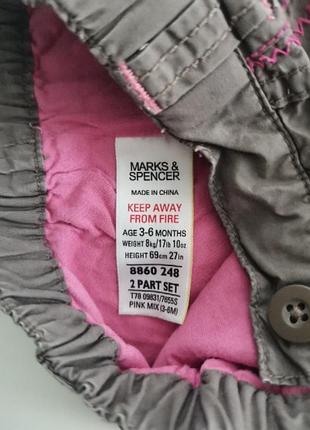 MARKS &
SPENCER
MADE IN CHINA
KEEP AWAY
FROM FIRE
AGE 3-6 MONTHS
WEIGHT 8kg/17lb 10oz
HEIGHT 69cm 27in
8860 248
2 PART SET
T78 09831/7655S
PINK MIX (3-6M)